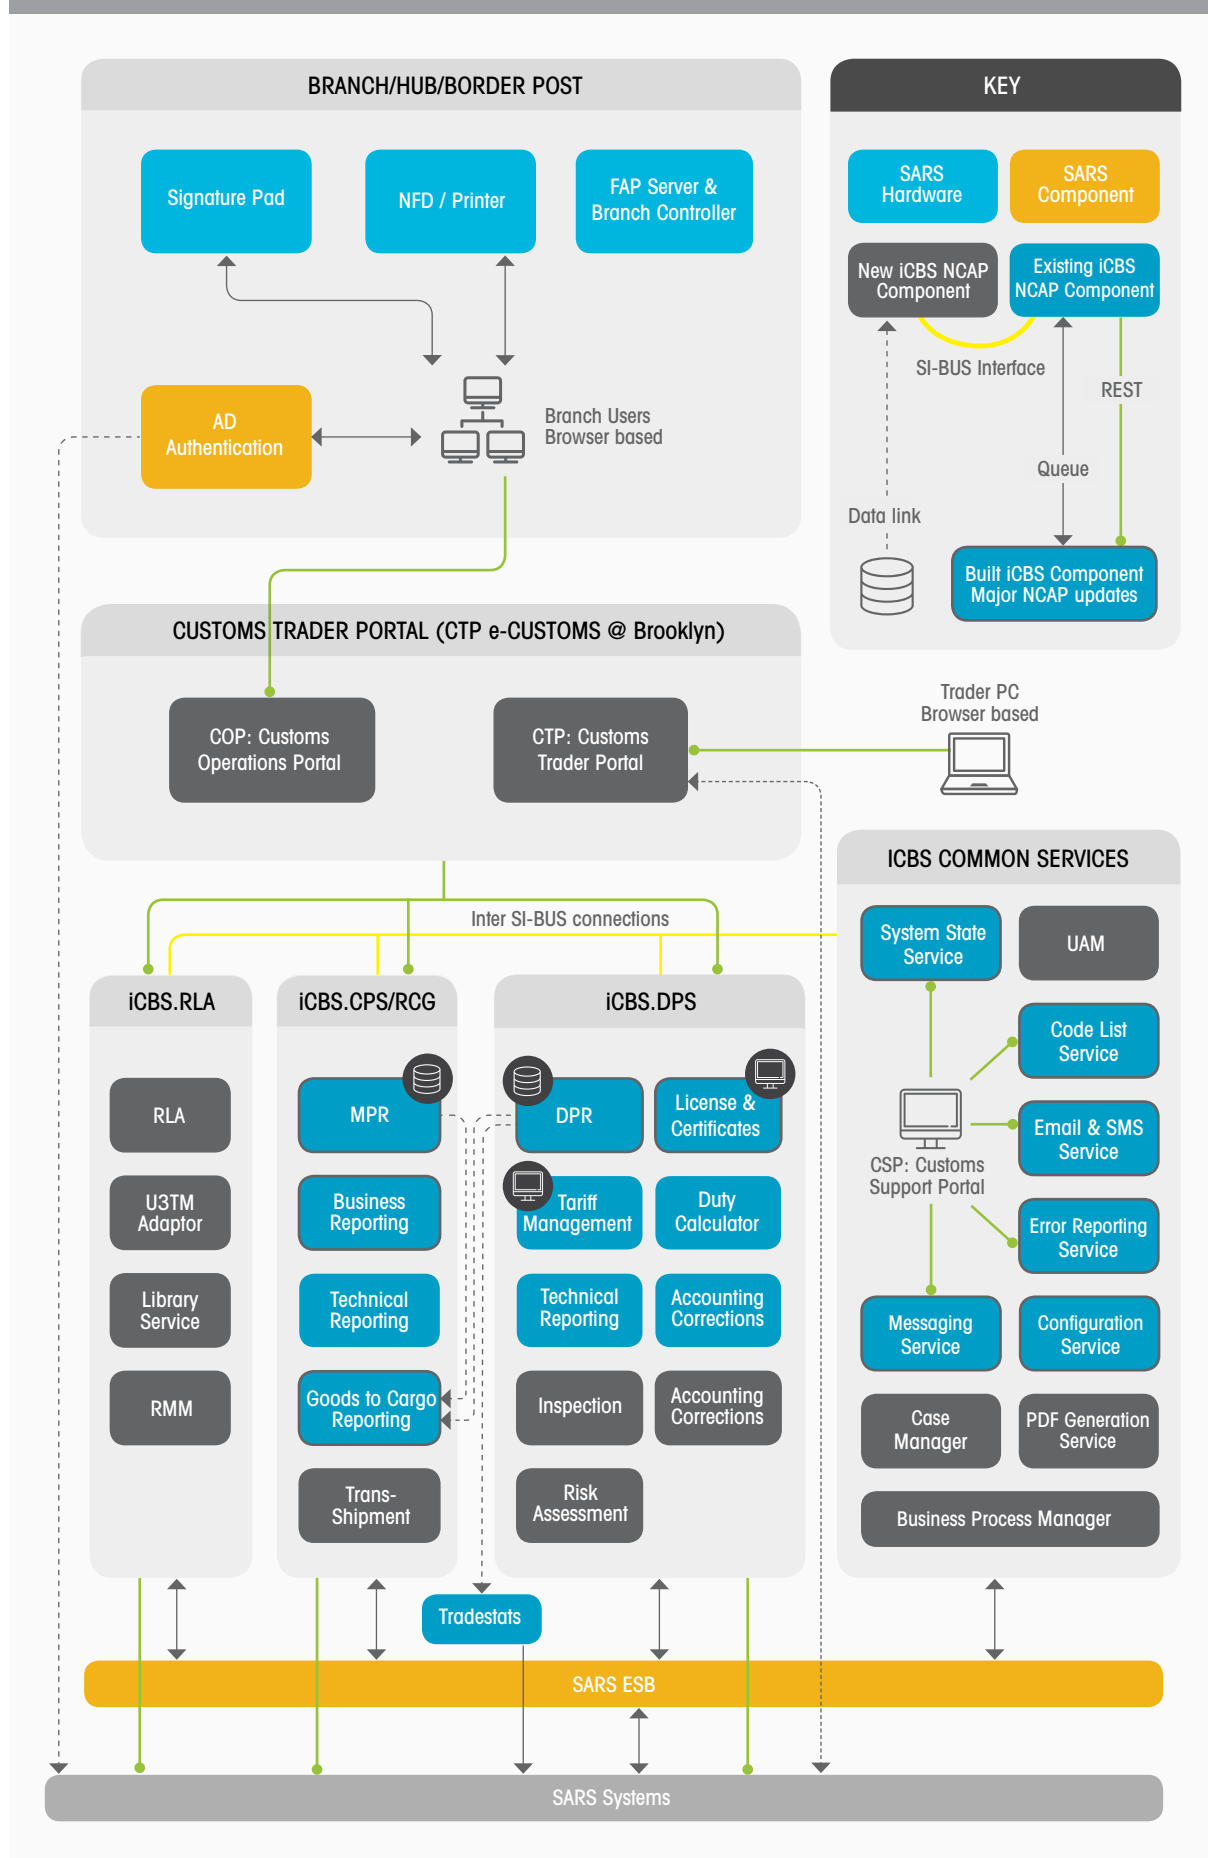 BRANCH/HUB/BORDER POST
Signature Pad
NFD / Printer
FAP Server &
Branch Controller
AD
Authentication
Branch Users
Browser based
KEY
SARS
Hardware
SARS
Component
New iCBS NCAP
Component
Existing iCBS
NCAP Component
SI-BUS Interface
REST
Queue
Data link
Built iCBS Component
Major NCAP updates
CUSTOMS TRADER PORTAL (CTP e-CUSTOMS @ Brooklyn)
COP: Customs
Operations Portal
CTP: Customs
Trader Portal
Trader PC
Browser based
Inter SI-BUS connections
iCBS.RLA
RLA
U3TM
Adaptor
Library
Service
RMM
iCBS.CPS/RCG
MPR
Business
Reporting
Technical
Reporting
Goods to Cargo
Reporting
Trans-
Shipment
iCBS.DPS
DPR
License &
Certificates
Tariff
Management
Duty
Calculator
Technical
Reporting
Accounting
Corrections
Inspection
Accounting
Corrections
Risk
Assessment
ICBS COMMON SERVICES
System State
Service
UAM
Code List
Service
Email & SMS
Service
CSP: Customs
Support Portal
Error Reporting
Service
Messaging
Service
Configuration
Service
Case
Manager
PDF Generation
Service
Business Process Manager
Tradestats
SARS ESB
SARS Systems